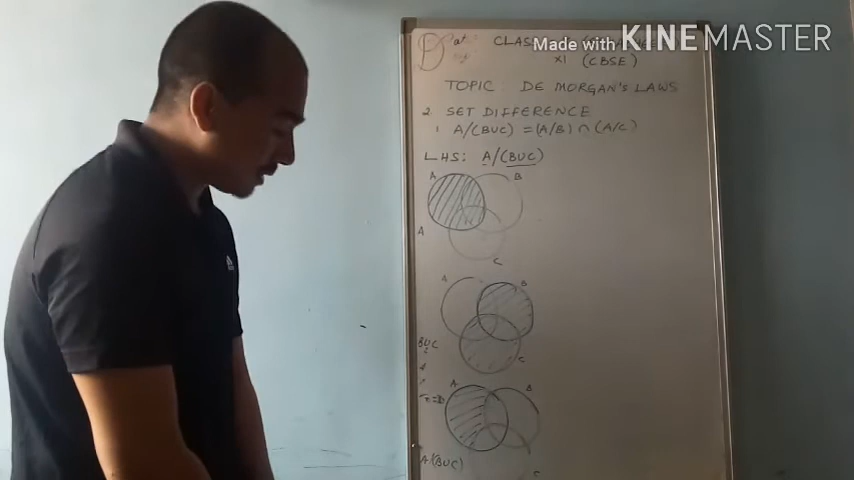 Made with KINEMASTER
CLASS
XI (CBSE)
TOPIC: DE MORGAN'S LAWS
2 SET DIFFERENCE
1. A/(BUC) = (A/B) ∩ (A/C)
LHS: A/(BUC)
A B
A
C
A B
BUC
C
A B
A/(BUC)
C